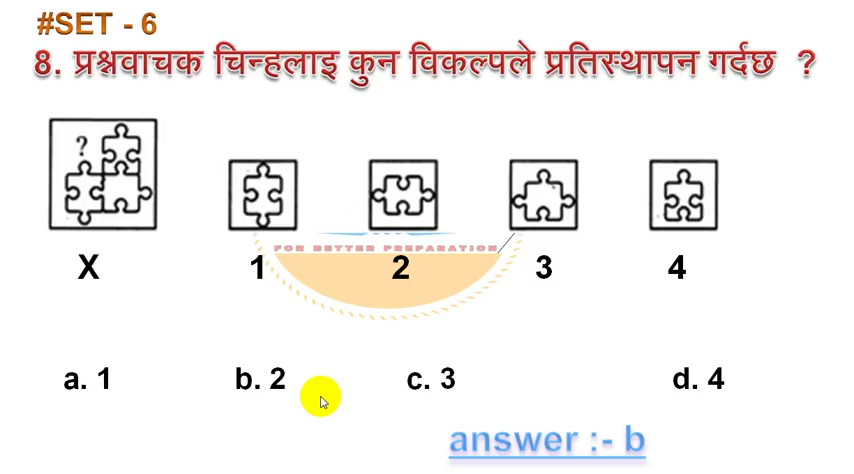 #SET - 6
8. प्रश्नवाचक चिन्हलाइ कुन विकल्पले प्रतिस्थापन गर्दछ ?
?
X 1 2 3 4
FOR BETTER PREPARATION
a. 1 b. 2 c. 3 d. 4
answer :- b